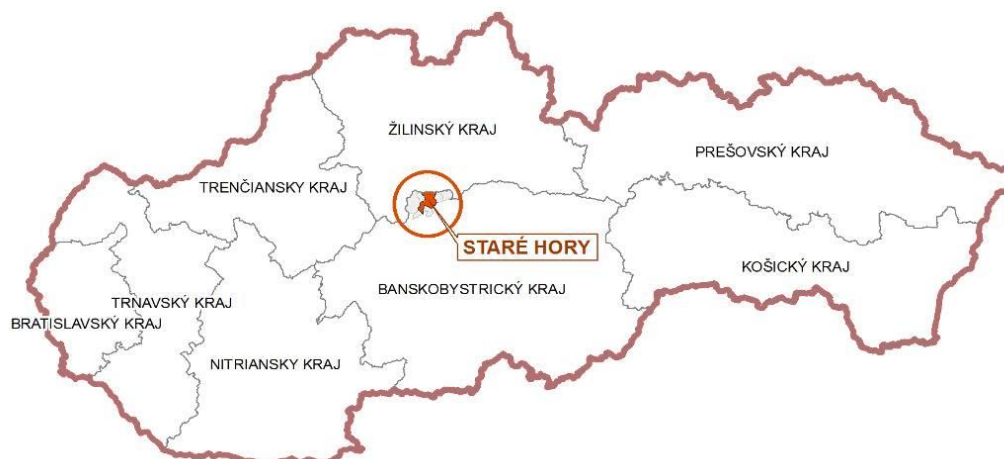 ŽILINSKÝ KRAJ
PREŠOVSKÝ KRAJ
TRENČIANSKY KRAJ
STARÉ HORY
KOŠICKÝ KRAJ
BANSKOBYSTRICKÝ KRAJ
TRNAVSKÝ KRAJ
BRATISLAVSKÝ KRAJ
NITRIANSKY KRAJ